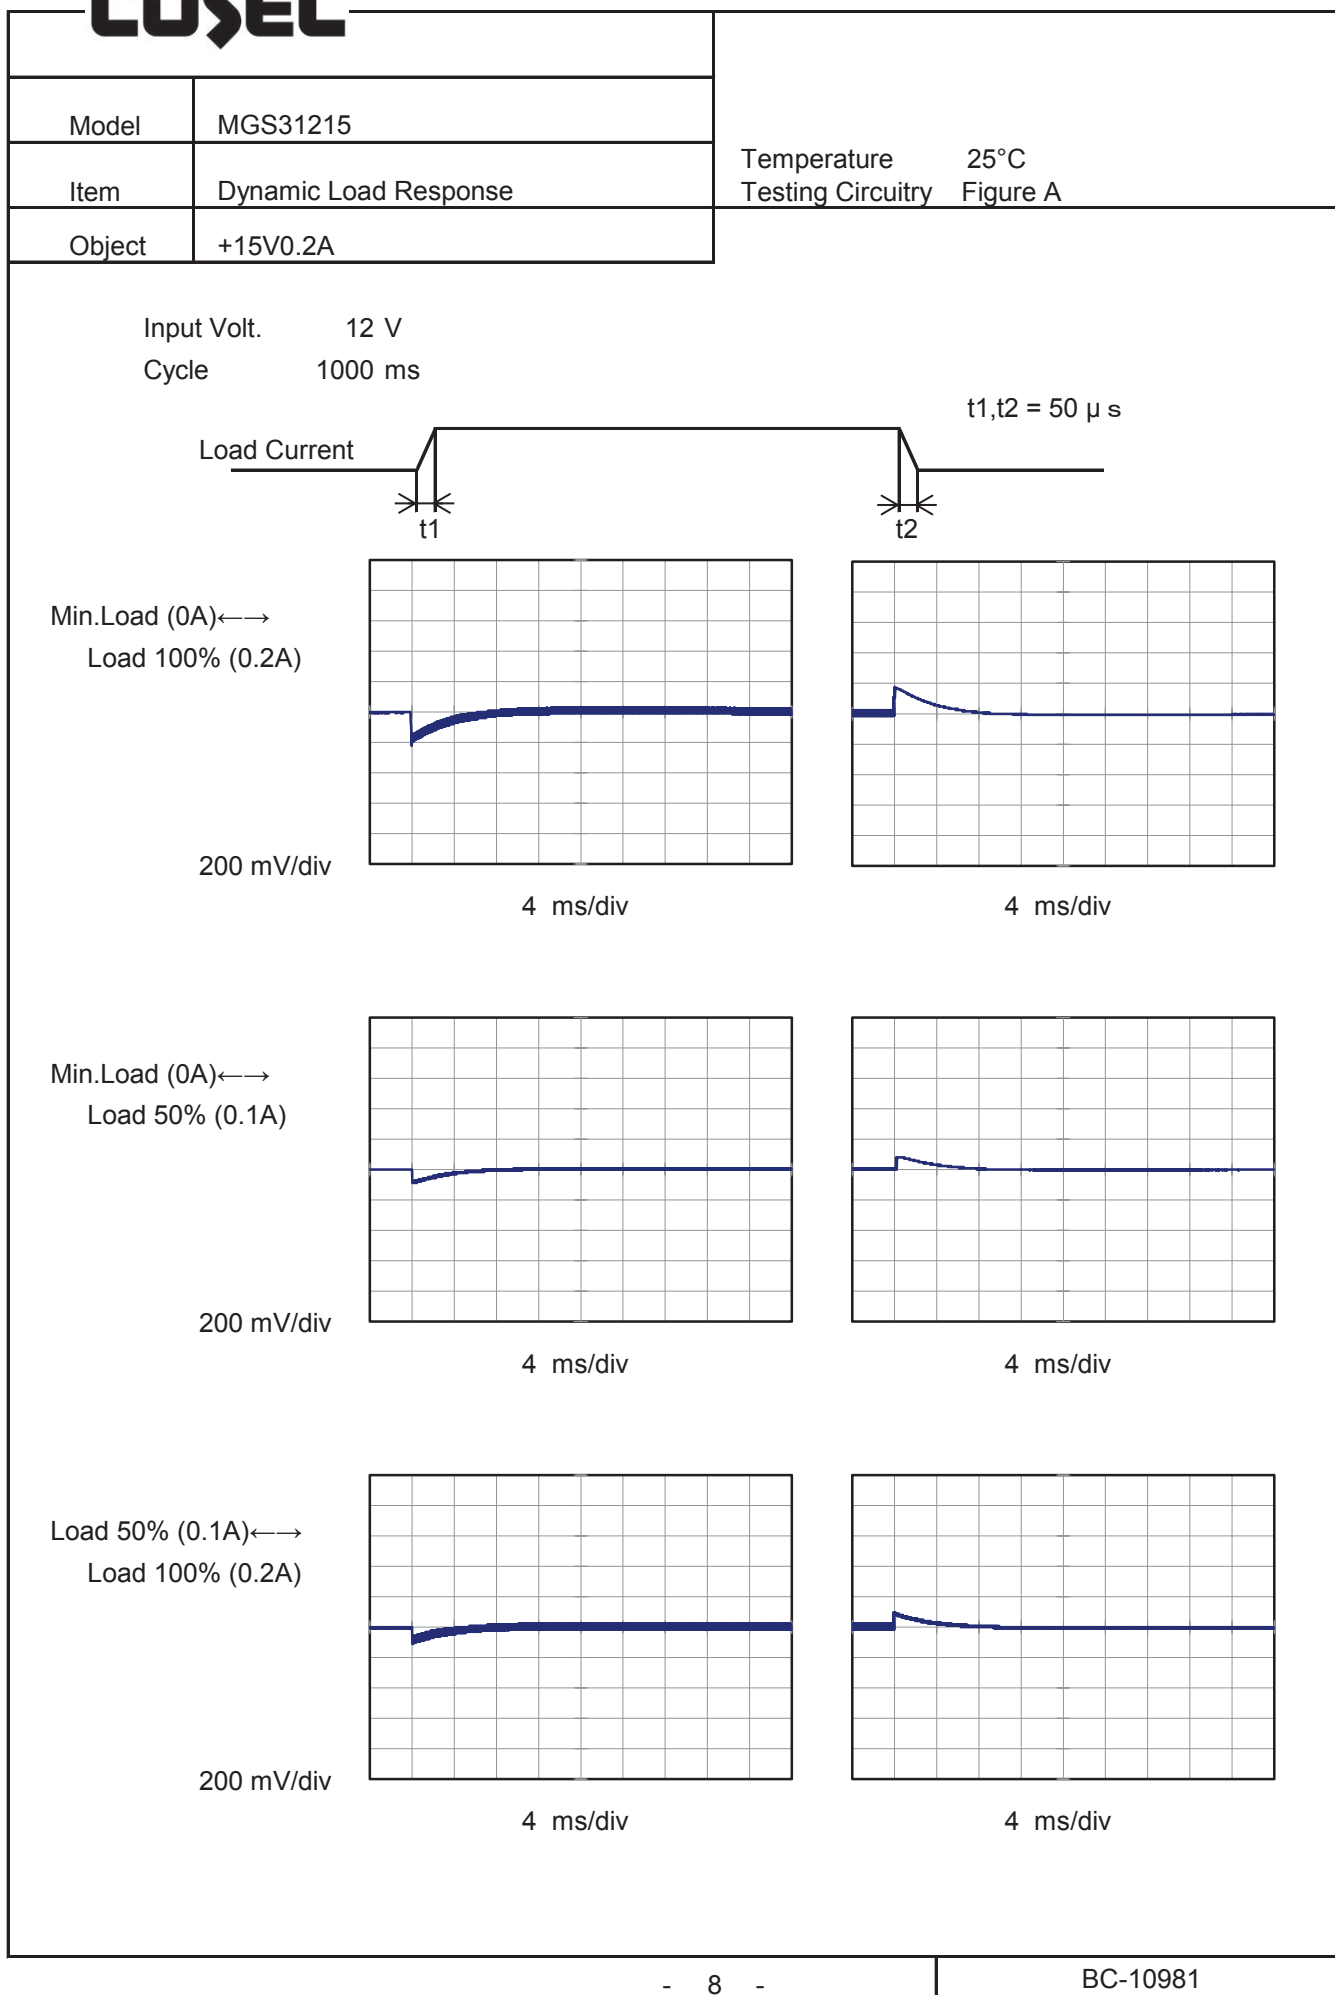 COSEL
Model MGS31215
Temperature 25°C
Item Dynamic Load Response
Testing Circuitry Figure A
Object +15V0.2A
Input Volt. 12 V
Cycle 1000 ms
t1,t2 = 50 μ s
Load Current
t1 t2
Min.Load (0A)←→
Load 100% (0.2A)
200 mV/div
4 ms/div 4 ms/div
Min.Load (0A)←→
Load 50% (0.1A)
200 mV/div
4 ms/div 4 ms/div
Load 50% (0.1A)←→
Load 100% (0.2A)
200 mV/div
4 ms/div 4 ms/div
- 8 -
BC-10981